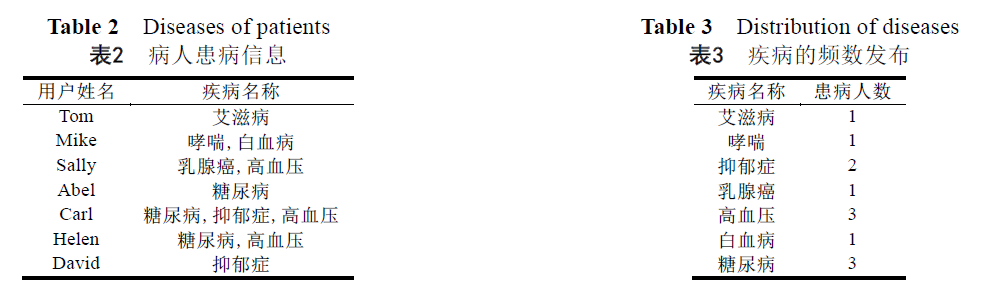 Table 2 Diseases of patients
表2 病人患病信息
用户姓名 疾病名称
Tom 艾滋病
Mike 哮喘, 白血病
Sally 乳腺癌, 高血压
Abel 糖尿病
Carl 糖尿病, 抑郁症, 高血压
Helen 糖尿病, 高血压
David 抑郁症
Table 3 Distribution of diseases
表3 疾病的频数发布
疾病名称 患病人数
艾滋病 1
哮喘 1
抑郁症 2
乳腺癌 1
高血压 3
白血病 1
糖尿病 3